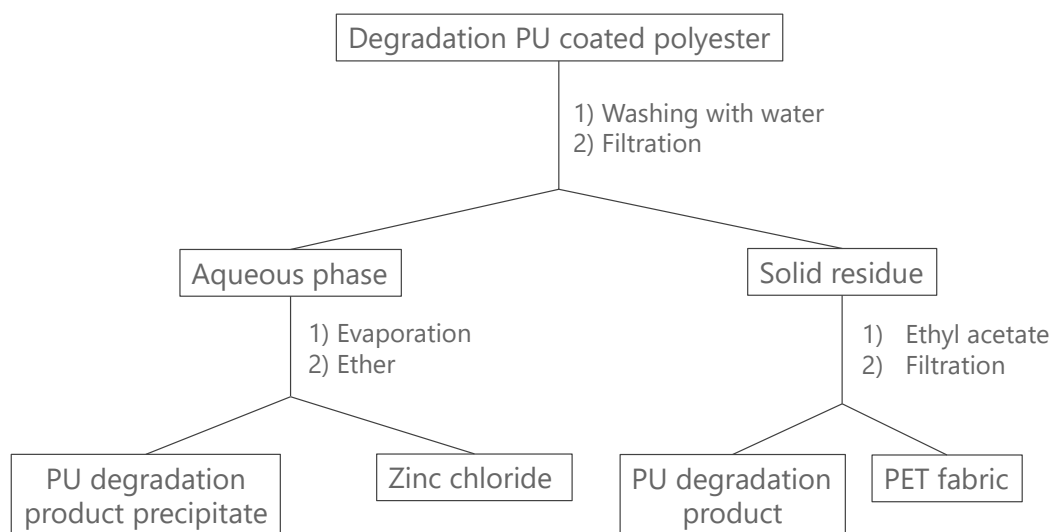 Degradation PU coated polyester
1) Washing with water
2) Filtration
Aqueous phase
Solid residue
1) Evaporation
2) Ether
1) Ethyl acetate
2) Filtration
PU degradation
product precipitate
Zinc chloride
PU degradation
product
PET fabric